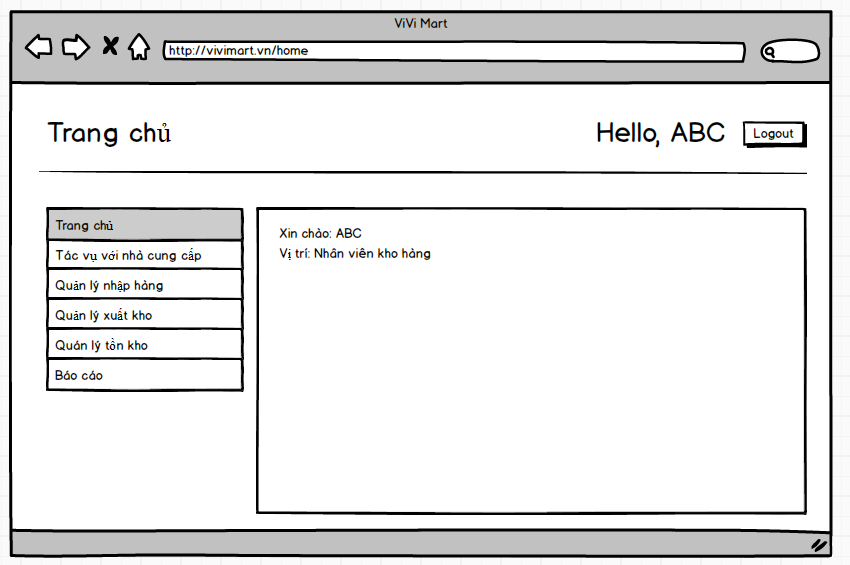 ViVi Mart
http://vivimart.vn/home
Trang chủ
Hello, ABC
Logout
Trang chủ
Tác vụ với nhà cung cấp
Quản lý nhập hàng
Quản lý xuất kho
Quản lý tồn kho
Báo cáo
Xin chào: ABC
Vị trí: Nhân viên kho hàng